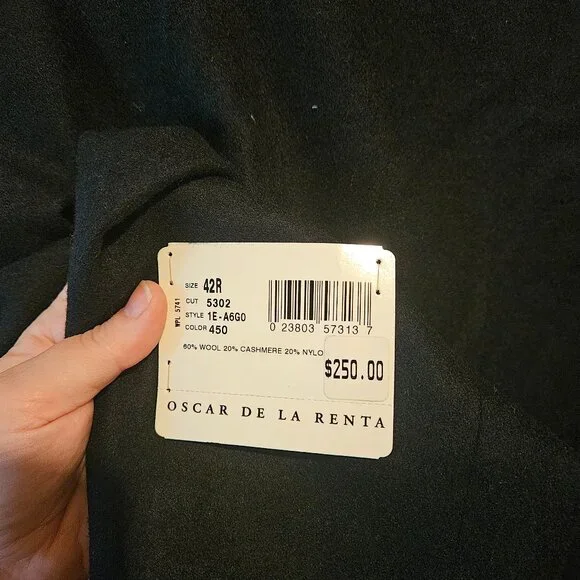 SIZE 42R
CUT 5302
STYLE 1E-A6G0
COLOR 450
WPL 5741
0 23803 57313 7
60% WOOL 20% CASHMERE 20% NYLO
$250.00
OSCAR DE LA RENTA